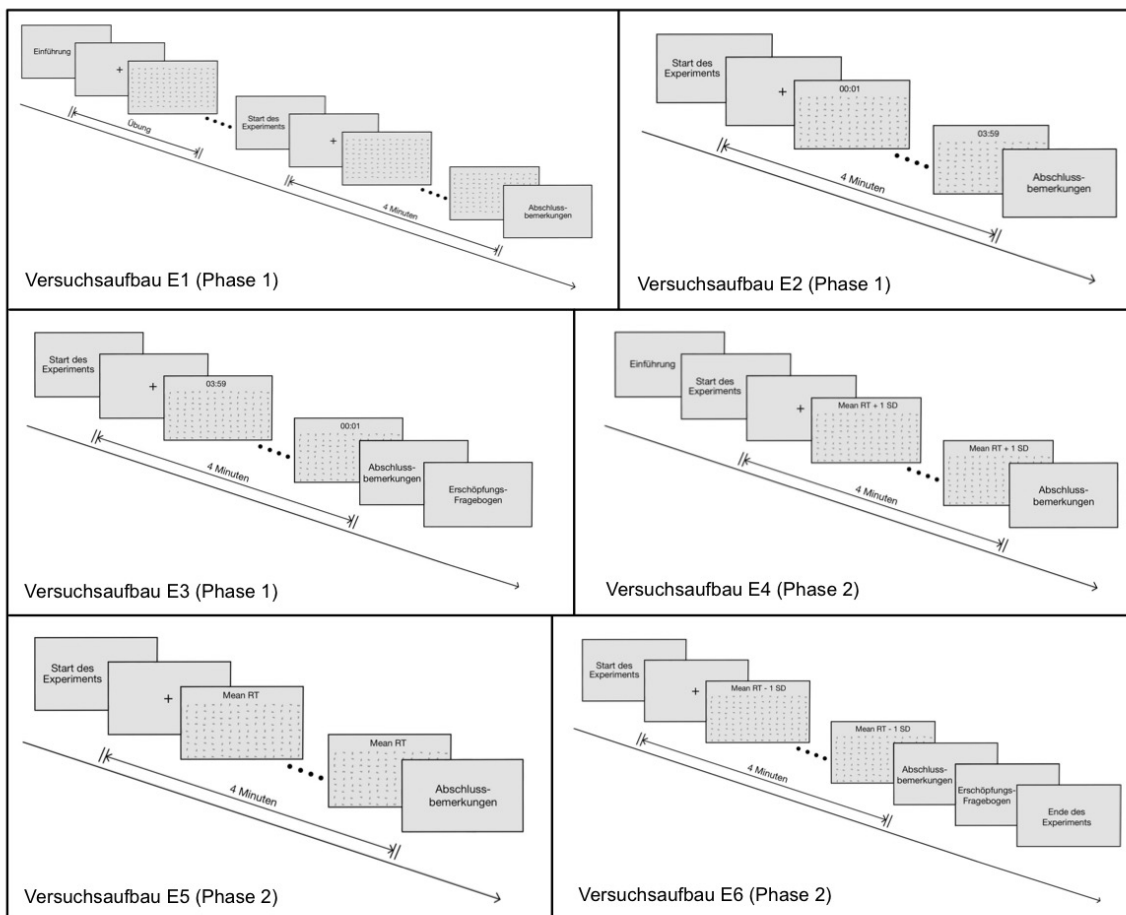 Einführung
+
Übung
Start des
Experiments
+
4 Minuten
Abschluss-
bemerkungen
Versuchsaufbau E1 (Phase 1)
Start des
Experiments
+
00:01
4 Minuten
03:59
Abschluss-
bemerkungen
Versuchsaufbau E2 (Phase 1)
Start des
Experiments
+
03:59
4 Minuten
00:01
Abschluss-
bemerkungen
Erschöpfungs-
Fragebogen
Versuchsaufbau E3 (Phase 1)
Einführung
Start des
Experiments
+
Mean RT + 1 SD
4 Minuten
Mean RT + 1 SD
Abschluss-
bemerkungen
Versuchsaufbau E4 (Phase 2)
Start des
Experiments
+
Mean RT
4 Minuten
Mean RT
Abschluss-
bemerkungen
Versuchsaufbau E5 (Phase 2)
Start des
Experiments
+
Mean RT - 1 SD
4 Minuten
Mean RT - 1 SD
Abschluss-
bemerkungen
Erschöpfungs-
Fragebogen
Ende des
Experiments
Versuchsaufbau E6 (Phase 2)